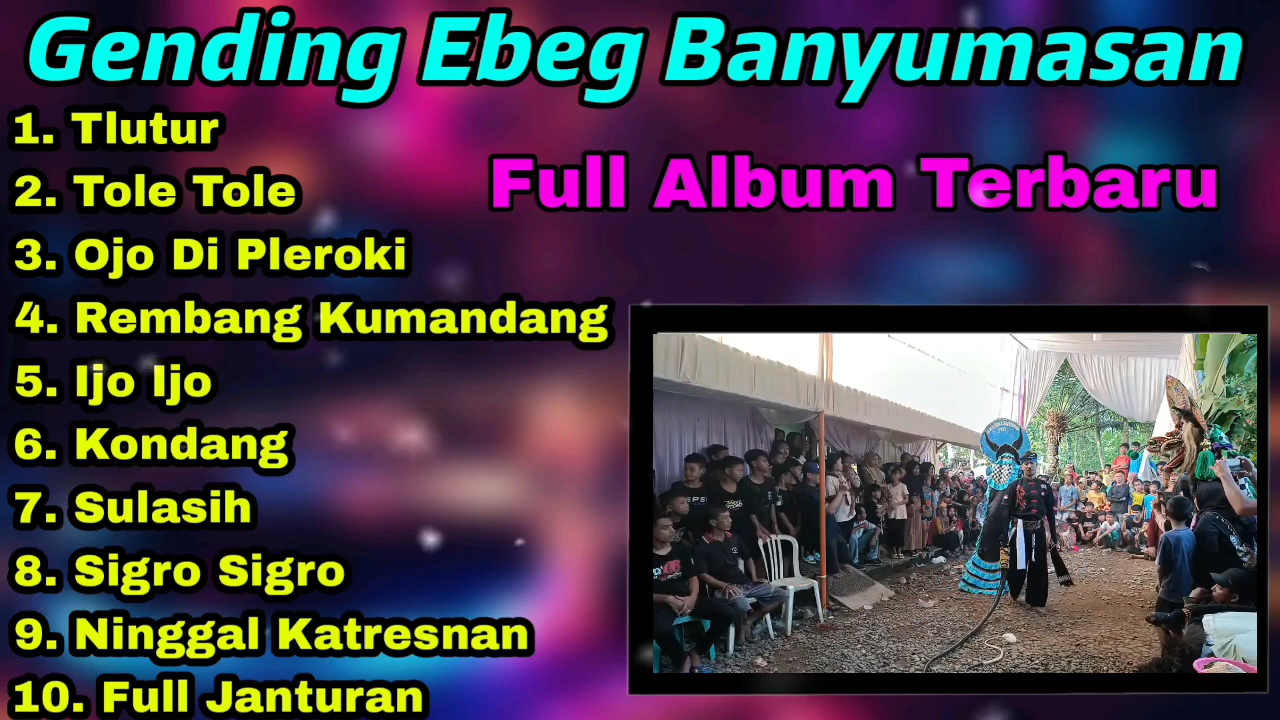 Gending Ebeg Banyumasan
Full Album Terbaru
1. Tlutur
2. Tole Tole
3. Ojo Di Pleroki
4. Rembang Kumandang
5. Ijo Ijo
6. Kondang
7. Sulasih
8. Sigro Sigro
9. Ninggal Katresnan
10. Full Janturan